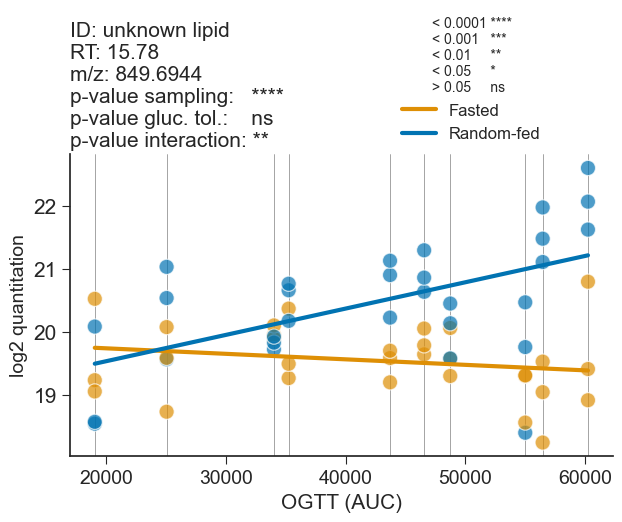 ID: unknown lipid
RT: 15.78
m/z: 849.6944
p-value sampling: ****
p-value gluc. tol.: ns
p-value interaction: **
< 0.0001 ****
< 0.001 ***
< 0.01 **
< 0.05 *
> 0.05 ns
Fasted
Random-fed
log2 quantitation
22
21
20
19
20000 30000 40000 50000 60000
OGTT (AUC)